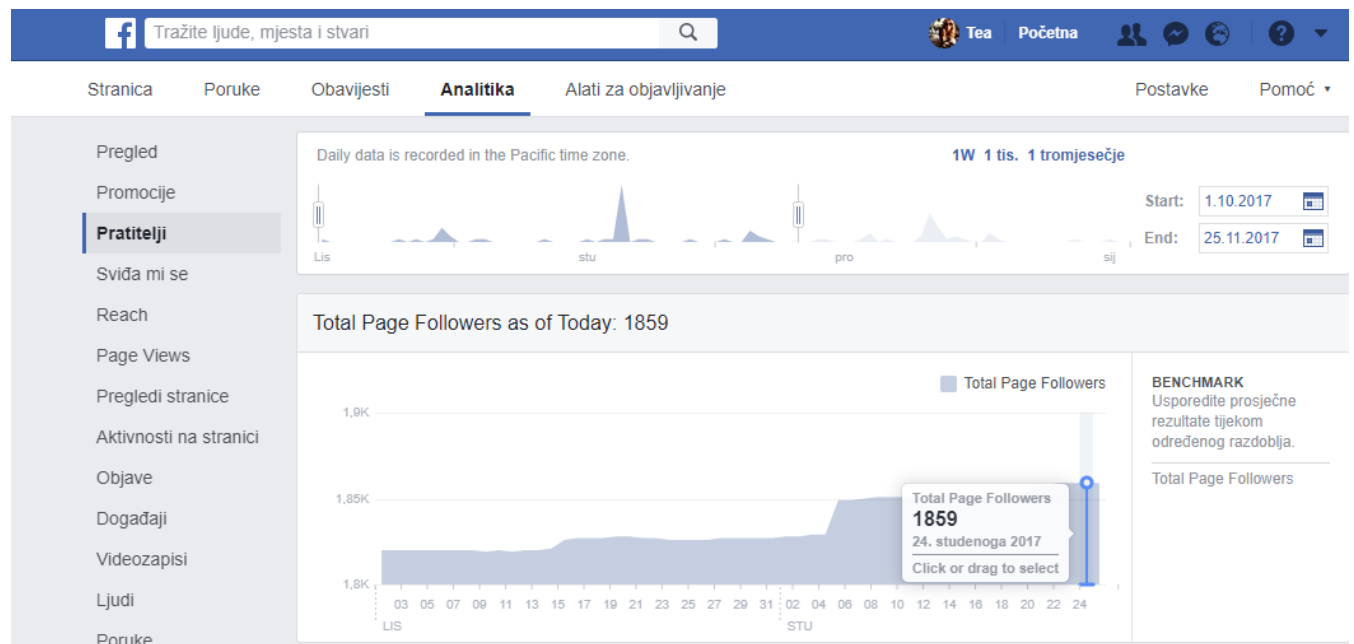 f Tražite ljude, mjesta i stvari Tea Početna ?
Stranica Poruke Obavijesti Analitika Alati za objavljivanje Postavke Pomoć
Pregled
Promocije
Pratitelji
Sviđa mi se
Reach
Page Views
Pregledi stranice
Aktivnosti na stranici
Objave
Događaji
Videozapisi
Ljudi
Poruke
Daily data is recorded in the Pacific time zone. 1W 1 tis. 1 tromjesečje
Start: 1.10.2017
End: 25.11.2017
Lis stu pro sij
Total Page Followers as of Today: 1859
Total Page Followers
1,9K
1,85K
1,8K
Total Page Followers
1859
24. studenoga 2017
Click or drag to select
03 05 07 09 11 13 15 17 19 21 23 25 27 29 31 02 04 06 08 10 12 14 16 18 20 22 24
LIS STU
BENCHMARK
Usporedite prosječne
rezultate tijekom
određenog razdoblja.
Total Page Followers